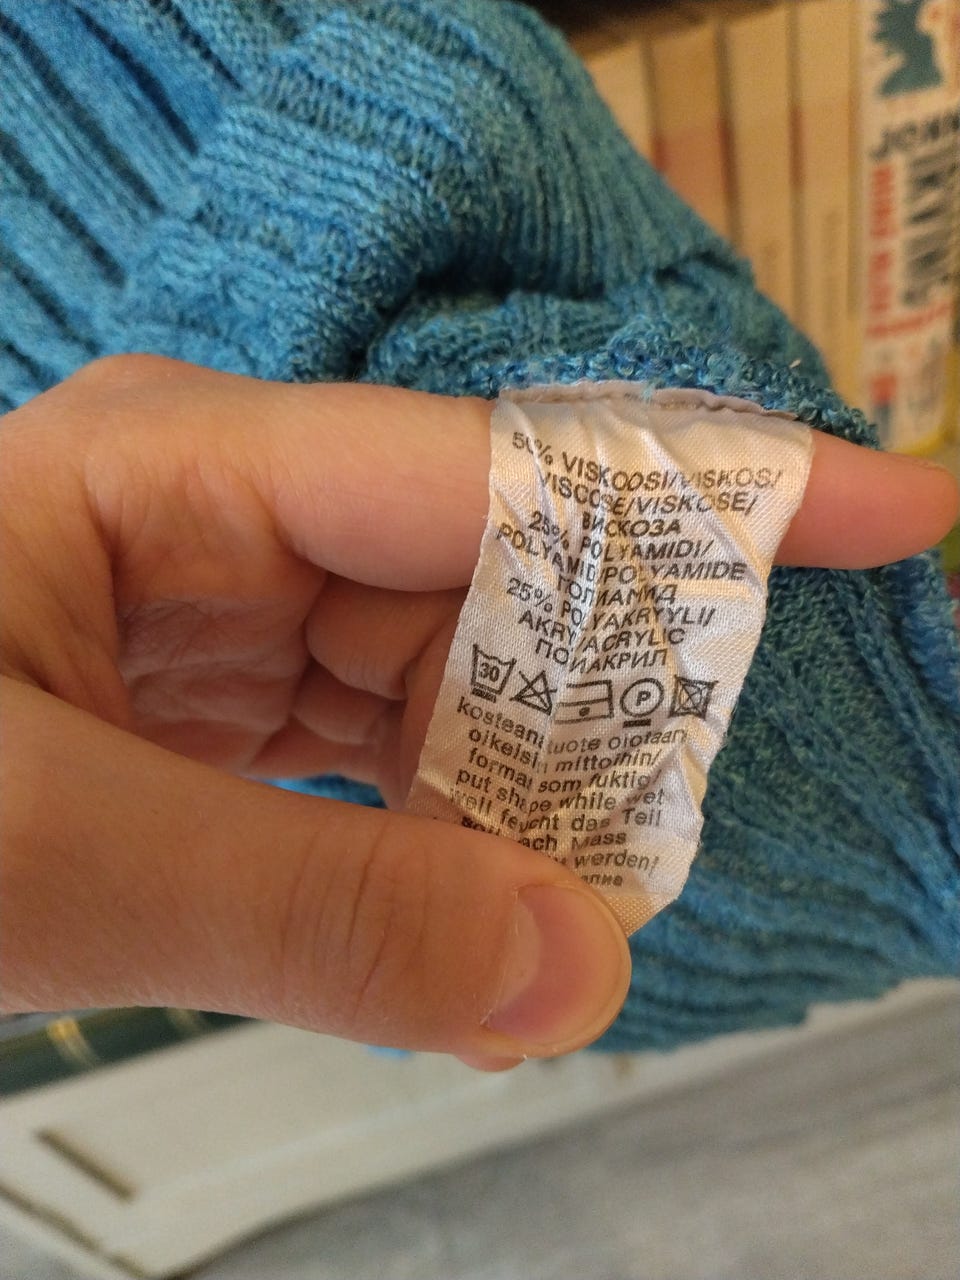 50% VISKOOSI/VISKOS/
VISCOSE/VISKOSE/
ВИСКОЗА
25% POLYAMIDI/
POLYAMID/POLYAMIDE
ПОЛИАМИД
25% POLYAKRYYLI/
AKRYL/ACRYLIC
ПОЛИАКРИЛ
30
P
kosteana tuote oiotaan
oikeisiin mittoihin/
formas som fuktig/
put shape while wet
weil feucht das Teil
soll nach Mass
werden/